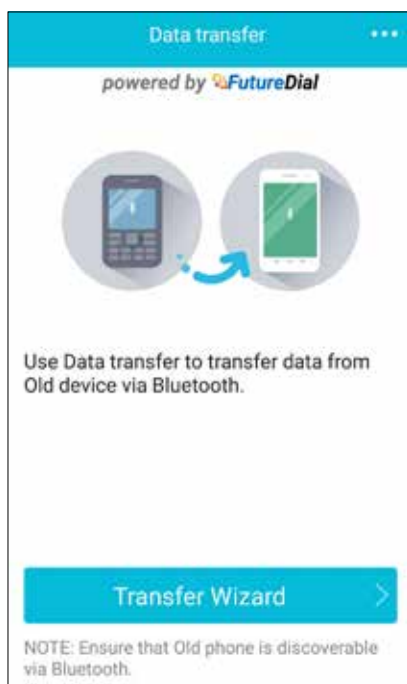 Data transfer
powered by FutureDial
Use Data transfer to transfer data from
Old device via Bluetooth.
Transfer Wizard
NOTE: Ensure that Old phone is discoverable
via Bluetooth.